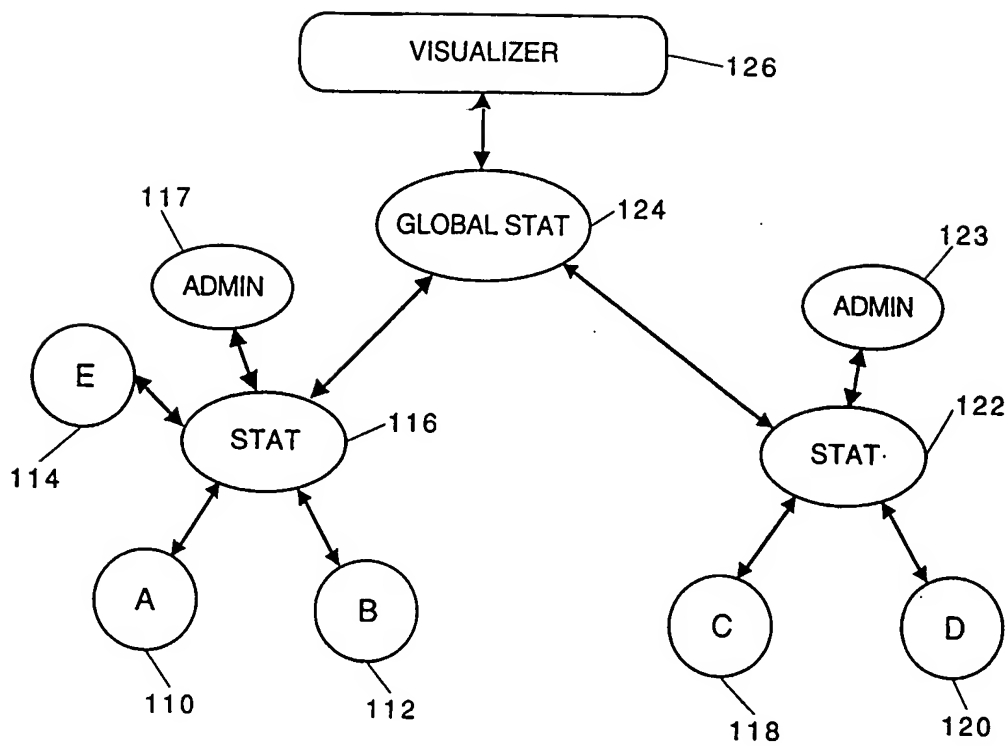 VISUALIZER
126
117
GLOBAL STAT
124
123
ADMIN
ADMIN
E
STAT
116
122
STAT
114
A
B
C
D
110
112
118
120